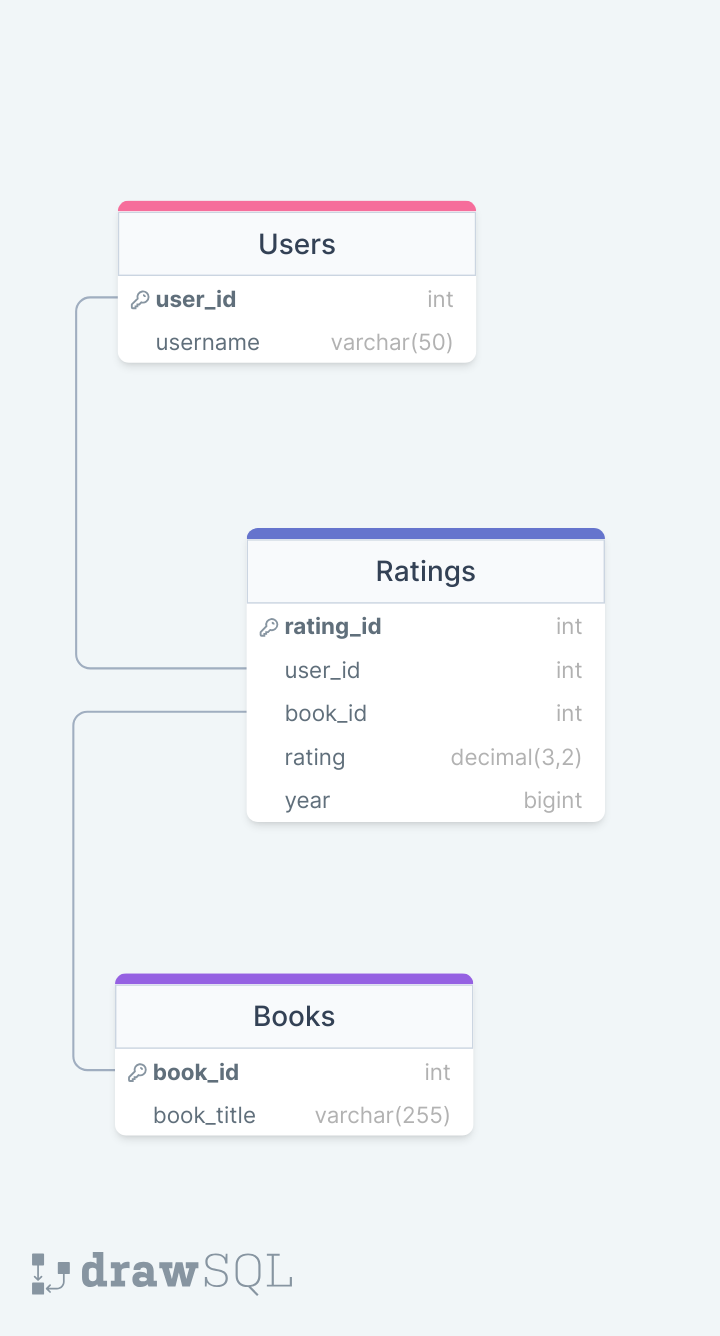 Users
user_id int
username varchar(50)
Ratings
rating_id int
user_id int
book_id int
rating decimal(3,2)
year bigint
Books
book_id int
book_title varchar(255)
drawSQL